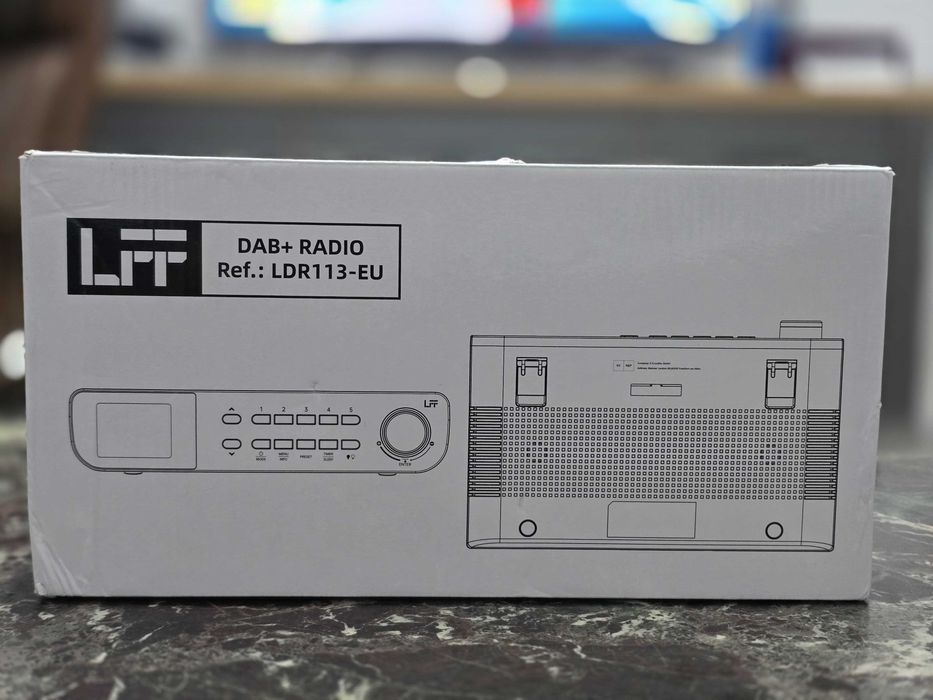 LFF
DAB+ RADIO
Ref.: LDR113-EU
LFF
1 2 3 4 5
MODE
MENU
INFO
PRESET
TIMER
SLEEP
ENTER